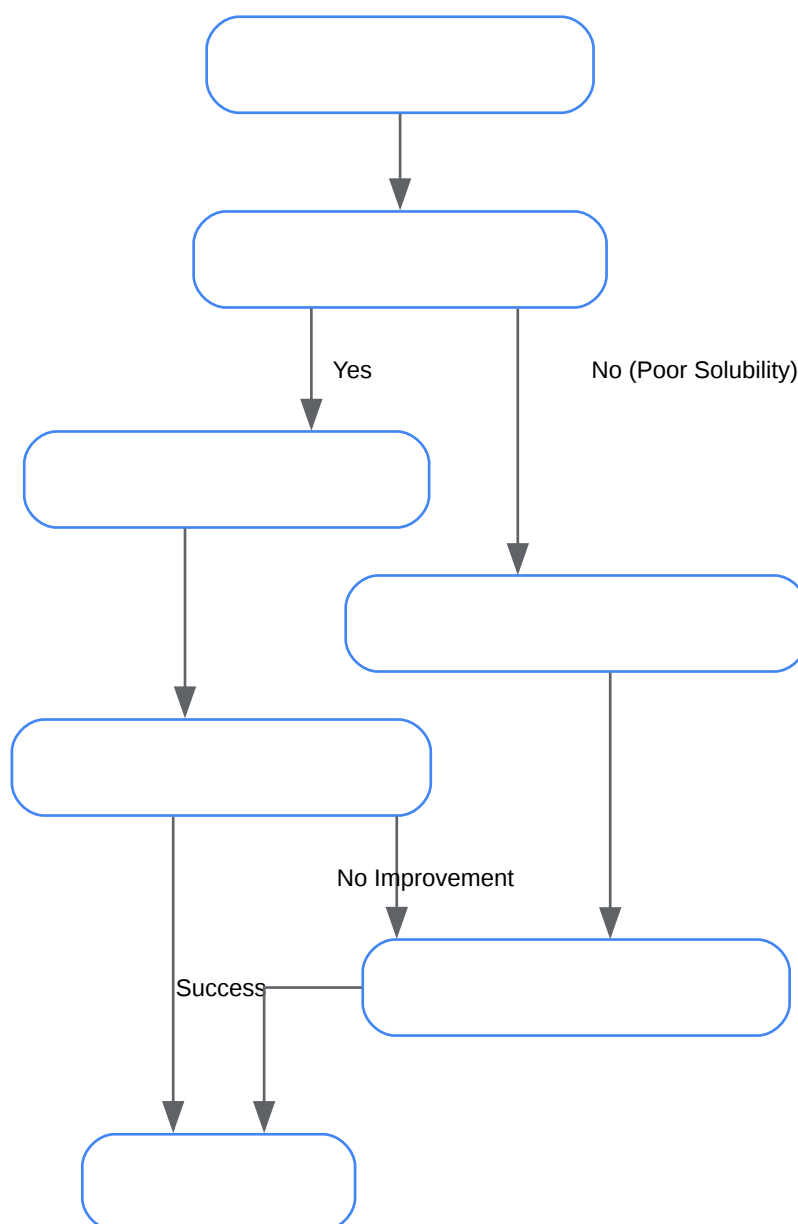 Yes
No (Poor Solubility)
No Improvement
Success